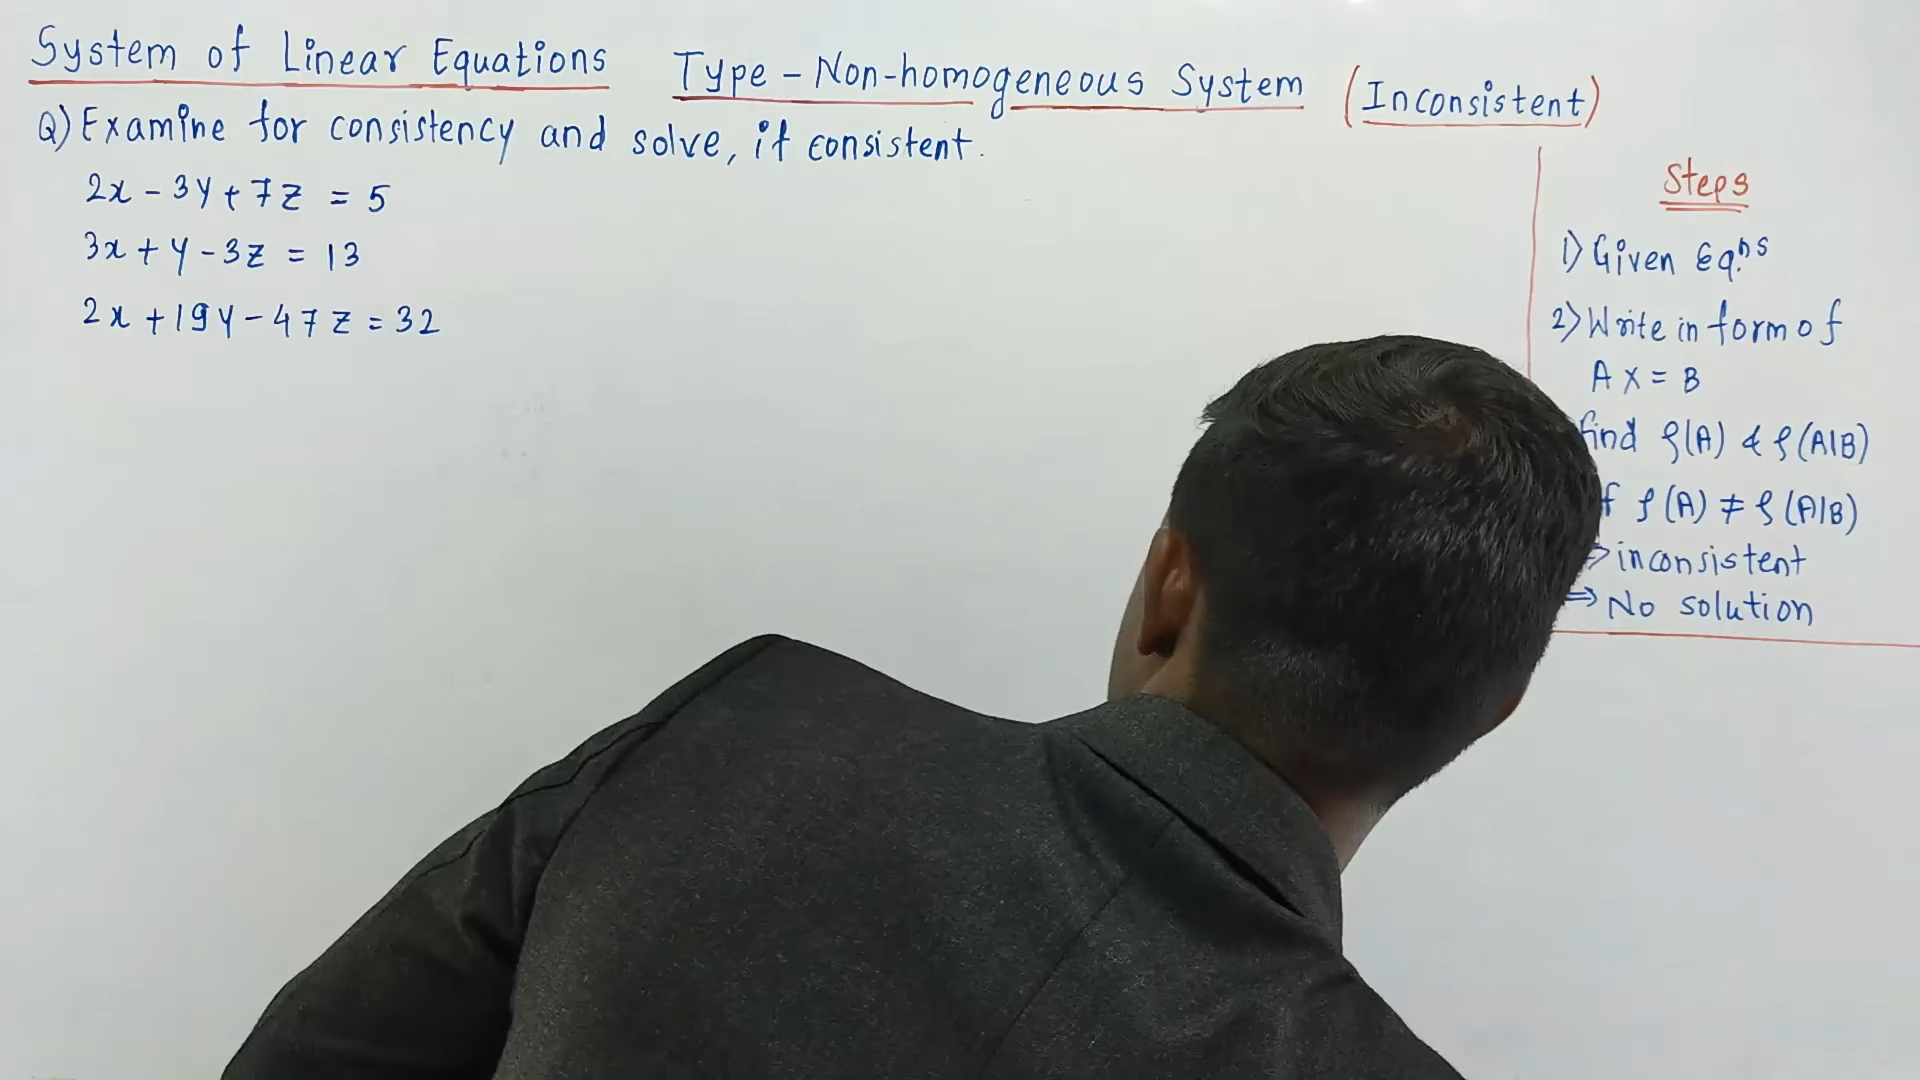 System of Linear Equations Type - Non-homogeneous System (Inconsistent)
Q) Examine for consistency and solve, if consistent.
2x - 3y + 7z = 5
3x + y - 3z = 13
2x + 19y - 47z = 32
Steps
1) Given Eq.ns
2) Write in form of
AX = B
find ρ(A) & ρ(A|B)
ρ(A) ≠ ρ(A|B)
inconsistent
⇒ No solution